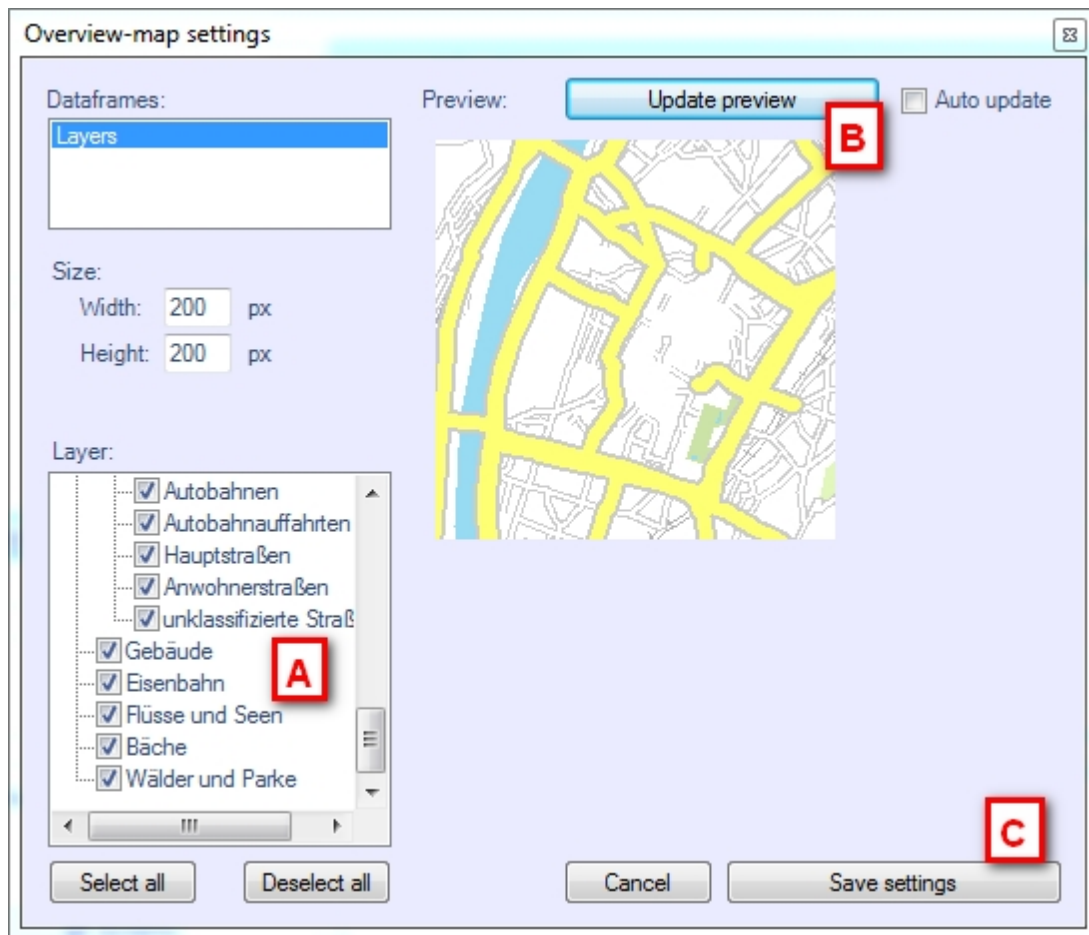 Overview-map settings
Dataframes:
Layers
Preview:
Update preview
Auto update
B
Size:
Width: 200 px
Height: 200 px
Layer:
Autobahnen
Autobahnauffahrten
Hauptstraßen
Anwohnerstraßen
unklassifizierte Straß
Gebäude
Eisenbahn
Flüsse und Seen
Bäche
Wälder und Parke
A
C
Select all
Deselect all
Cancel
Save settings